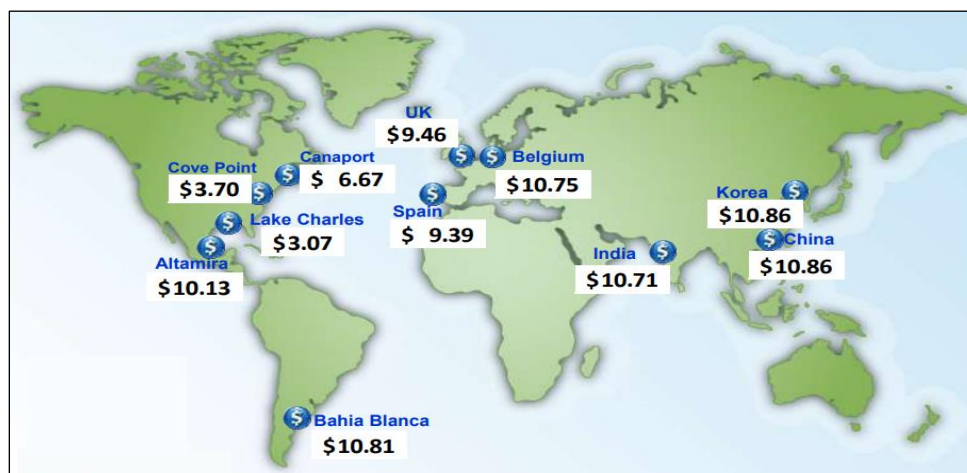 UK
$9.46
Cove Point
$3.70
Canaport
$ 6.67
Belgium
$10.75
Lake Charles
$3.07
Spain
$ 9.39
Korea
$10.86
Altamira
$10.13
India
$10.71
China
$10.86
Bahia Blanca
$10.81